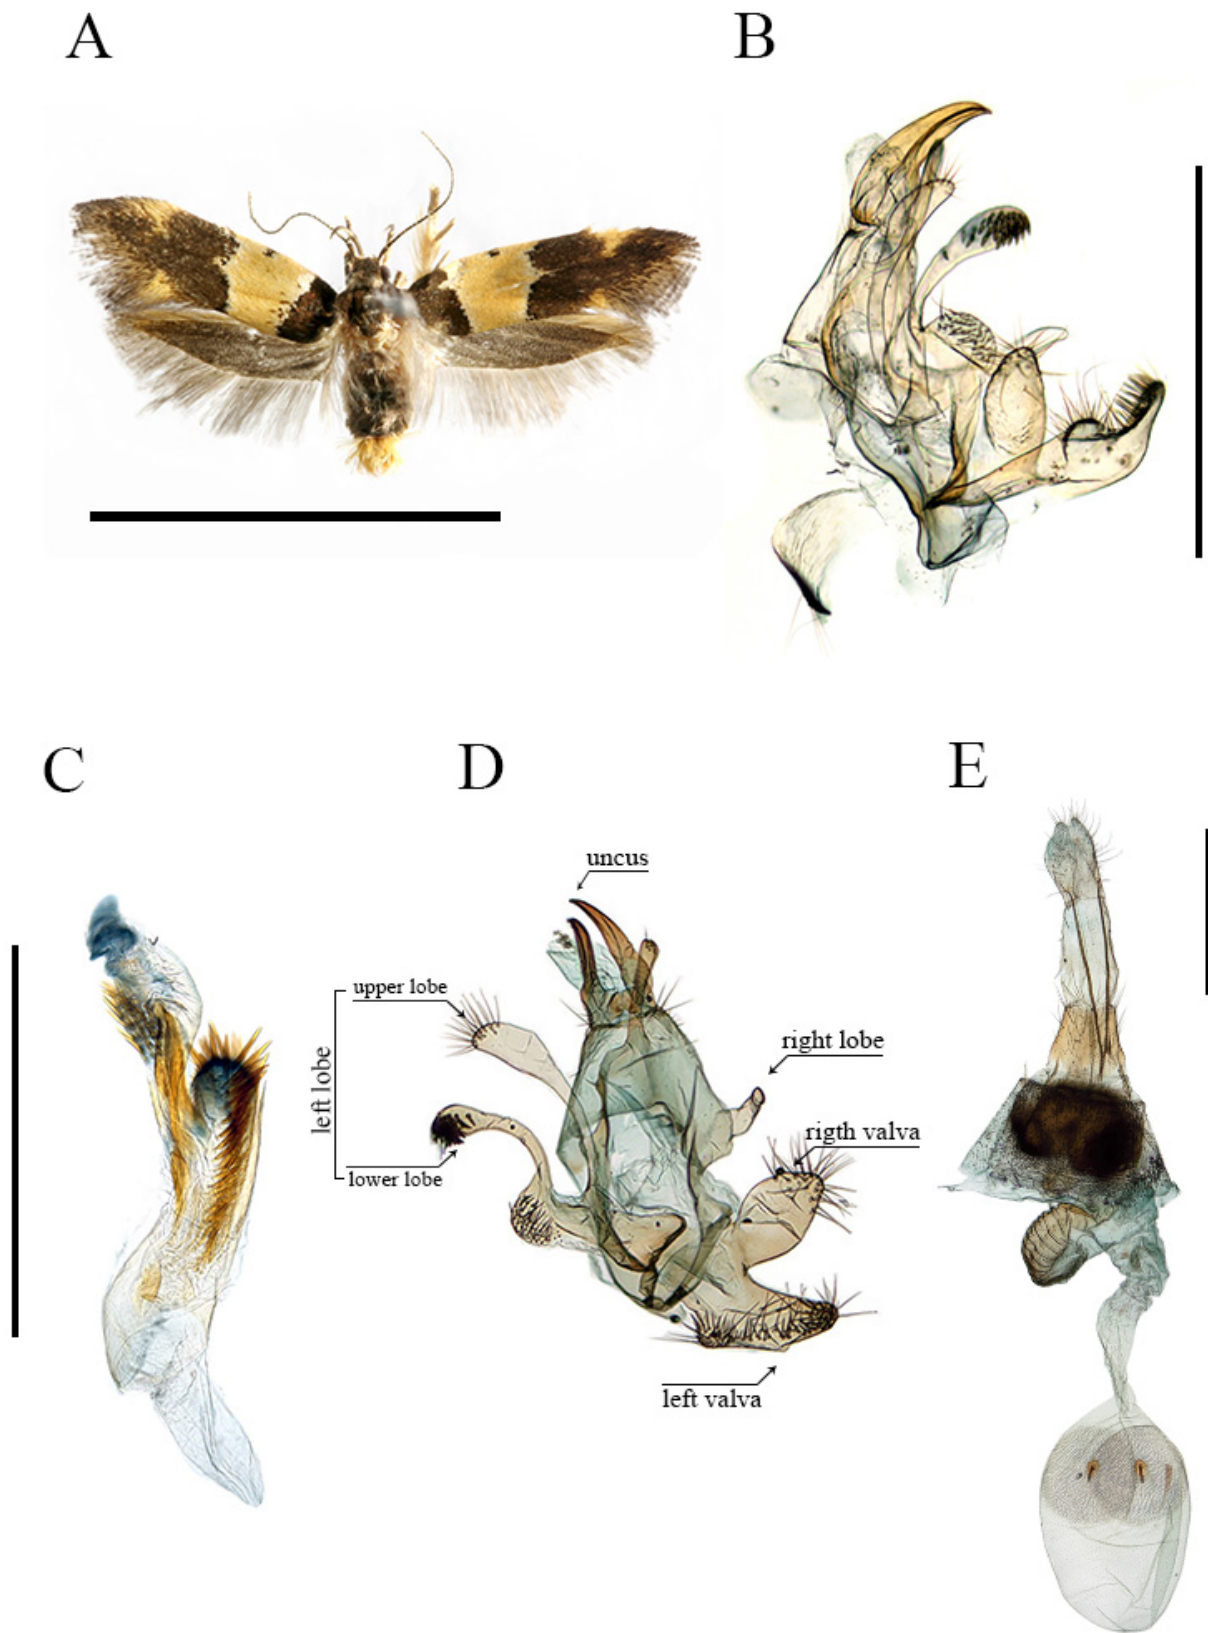 A
B
C
D
E
uncus
upper lobe
left lobe
lower lobe
right lobe
rigth valva
left valva